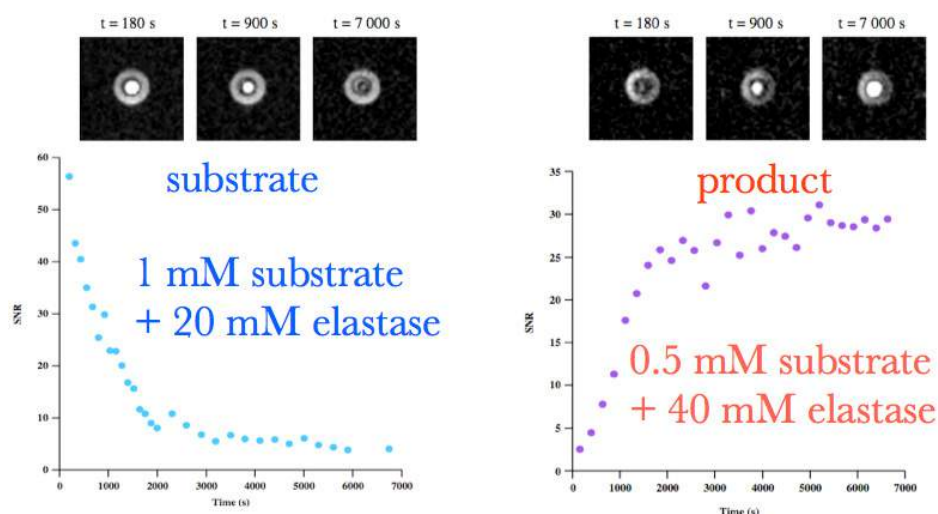 t = 180 s t = 900 s t = 7 000 s
60
50
40
30
20
10
0
SNR
substrate
1 mM substrate
+ 20 mM elastase
0 1000 2000 3000 4000 5000 6000 7000
Time (s)
t = 180 s t = 900 s t = 7 000 s
35
30
25
20
15
10
5
0
SNR
product
0.5 mM substrate
+ 40 mM elastase
0 1000 2000 3000 4000 5000 6000 7000
Time (s)